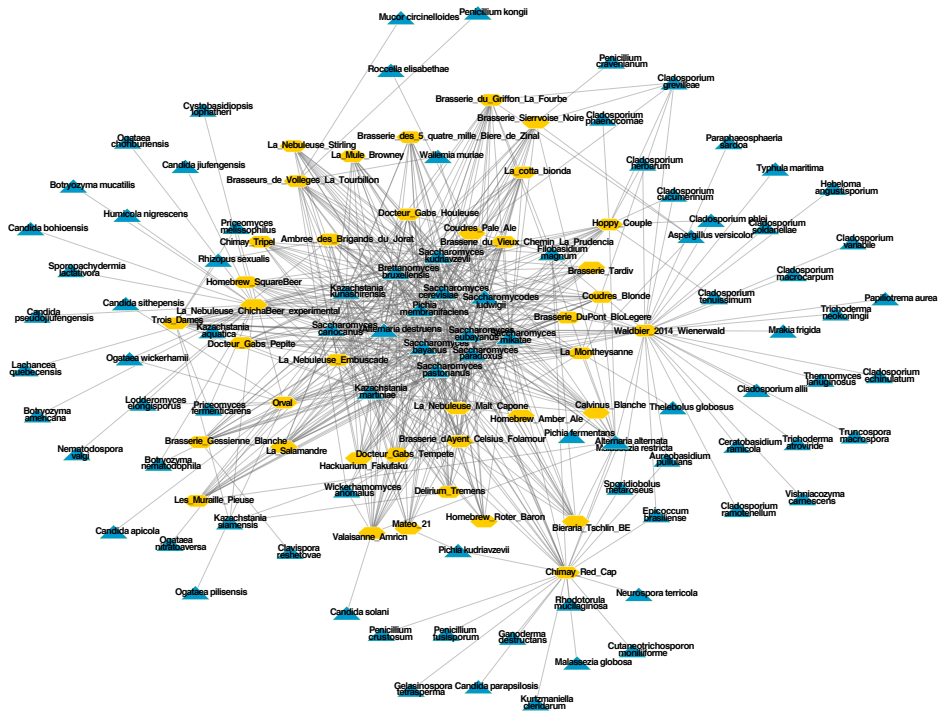 Mucor circinelloides
Penicillium kongii
Roccella elisabethae
Penicillium
cravenianum
Cladosporium
grevilleae
Brasserie_du_Griffon_La_Fourbe
Cystobasidiopsis
lophatheri
Brasserie_Sierrvoise_Noire
Cladosporium
phaenocomae
Ogataea
chonburiensis
La_Nebuleuse_Stirling
Brasserie_des_5_quatre_mille_Biere_de_Zinal
Paraphaeosphaeria
sardoa
La_Mule_Browney
Wallemia muriae
Candida jiufengensis
Cladosporium
herbarum
Typhula maritima
La_cotta_bionda
Brasseurs_de_Volleges_La_Tourbillon
Botryozyma mucatilis
Hebeloma
angustisporium
Cladosporium
cucumerinum
Humicola nigrescens
Docteur_Gabs_Houleuse
Priceomyces
melissophilus
Hoppy_Couple
Cladosporium phlei
Cladosporium
soldanellae
Candida bohioensis
Coudres_Pale_Ale
Aspergillus versicolor
Chimay_Tripel
Ambree_des_Brigands_du_Jorat
Brasserie_du_Vieux_Chemin_La_Prudencia
Cladosporium
variabile
Saccharomyces
kudriavzevii
Filobasidium
magnum
Rhizopus sexualis
Sporopachydermia
lactativora
Brettanomyces
bruxellensis
Brasserie_Tardiv
Cladosporium
macrocarpum
Homebrew_SquareBeer
Kazachstania
kunashirensis
Saccharomyces
cerevisiae
Saccharomycodes
ludwigii
Coudres_Blonde
Cladosporium
tenuissimum
Papiliotrema aurea
Candida sithepensis
La_Nebuleuse_ChichaBeer_experimental
Pichia
membranifaciens
Trichoderma
neokoningii
Candida
pseudojiufengensis
Trois_Dames
Brasserie_DuPont_BioLegere
Kazachstania
aquatica
Saccharomyces
cariocanus
Alternaria destruens
Saccharomyces
eubayanus
Saccharomyces
mikatae
Waldbier_2014_Wienerwald
Mrakia frigida
Docteur_Gabs_Pepite
Saccharomyces
bayanus
Saccharomyces
paradoxus
La_Montheysanne
Ogataea wickerhamii
La_Nebuleuse_Embuscade
Lachancea
quebecensis
Saccharomyces
pastorianus
Thermomyces
lanuginosus
Cladosporium
echinulatum
Kazachstania
martiniae
Cladosporium allii
Lodderomyces
elongisporus
Priceomyces
fermenticarens
Orval
La_Nebuleuse_Malt_Capone
Calvinus_Blanche
Thelebolus globosus
Botryozyma
americana
Homebrew_Amber_Ale
Truncospora
macrospora
Pichia fermentans
Brasserie_Gessienne_Blanche
Brasserie_dAyent_Celsius_Folamour
Alternaria alternata
Malassezia restricta
Ceratobasidium
ramicola
Trichoderma
atroviride
Nematodospora
valgi
La_Salamandre
Docteur_Gabs_Tempete
Aureobasidium
pullulans
Botryozyma
nematodophila
Hackuarium_Fakufaku
Sporidiobolus
metaroseus
Wickerhamomyces
anomalus
Delirium_Tremens
Vishniacozyma
carnescens
Les_Muraille_Pieuse
Cladosporium
ramotenellum
Epicoccum
brasiliense
Kazachstania
siamensis
Mateo_21
Homebrew_Roter_Baron
Bieraria_Tschlin_BE
Candida apicola
Valaisanne_Amricn
Ogataea
nitratoaversa
Clavispora
reshetovae
Pichia kudriavzevii
Chimay_Red_Cap
Ogataea pilisensis
Neurospora terricola
Rhodotorula
mucilaginosa
Candida solani
Penicillium
crustosum
Penicillium
fusisporum
Ganoderma
destructans
Cutaneotrichosporon
moniliiforme
Malassezia globosa
Gelasinospora
tetrasperma
Candida parapsilosis
Kurtzmaniella
cleridarum